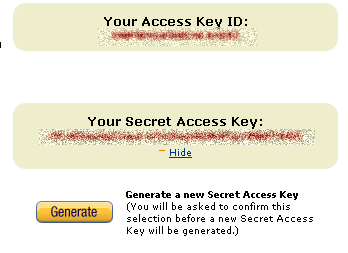 Your Access Key ID:
Your Secret Access Key:
Hide
Generate
Generate a new Secret Access Key
(You will be asked to confirm this
selection before a new Secret Access
Key will be generated.)